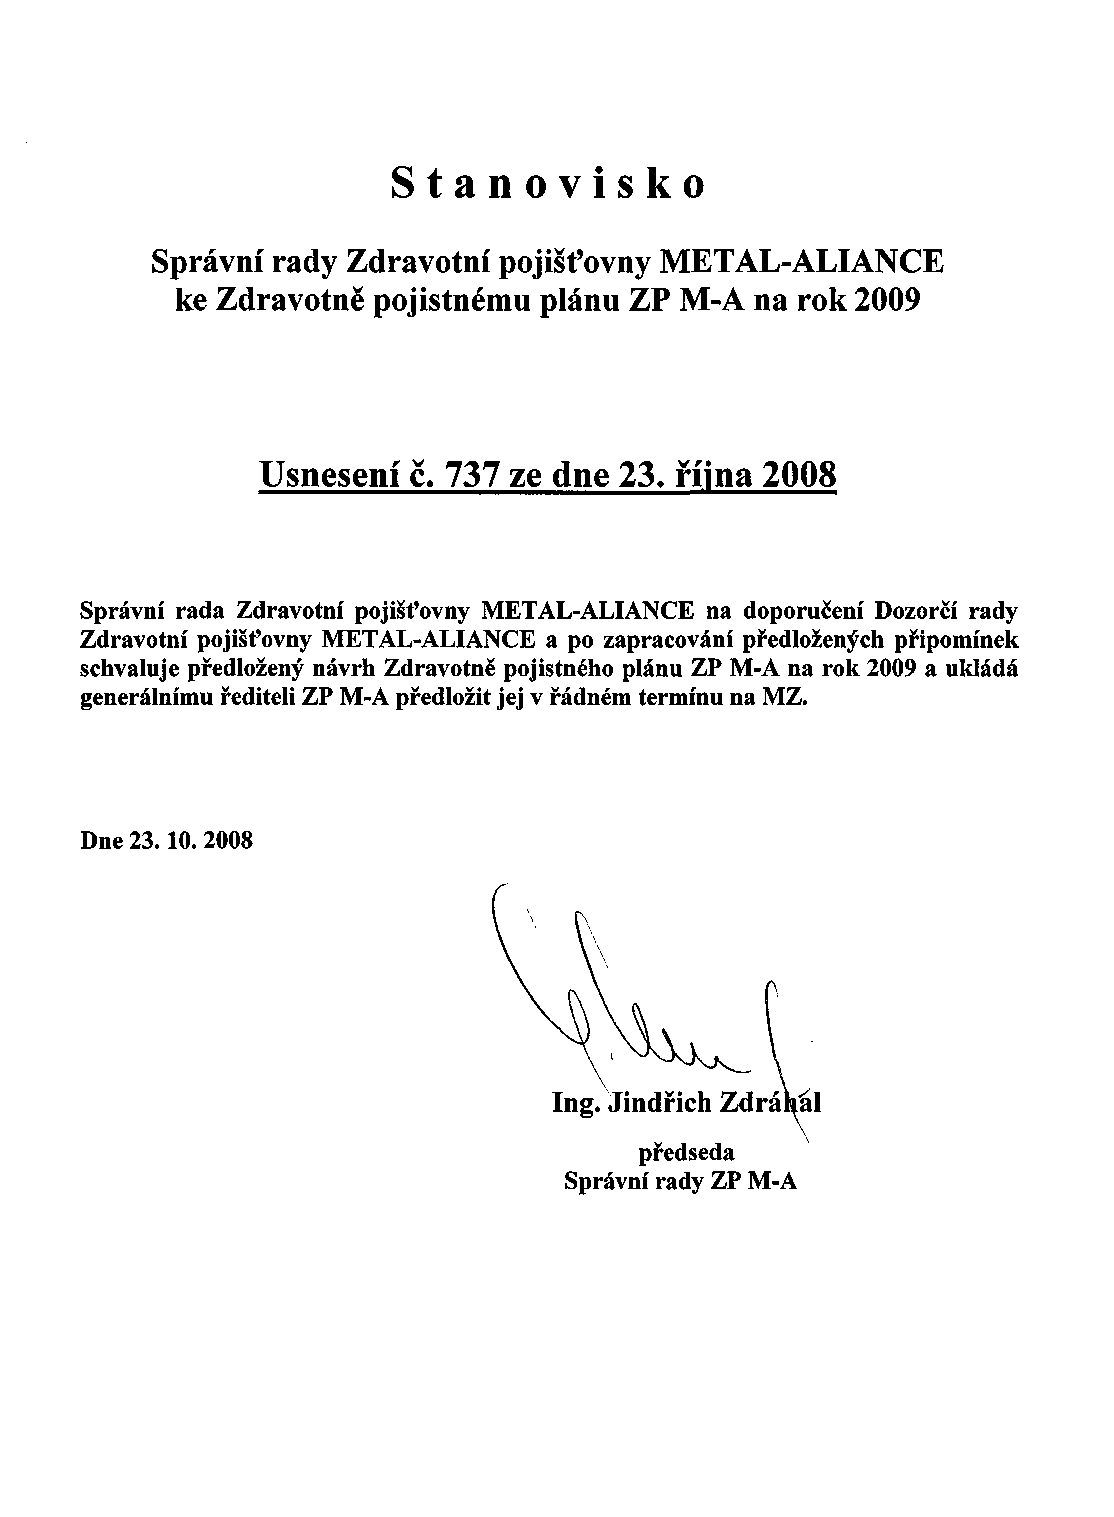 Stanovisko
Správní rady Zdravotní pojišťovny METAL-ALIANCE
ke Zdravotně pojistnému plánu ZP M-A na rok 2009
Usnesení č. 737 ze dne 23. října 2008
Správní rada Zdravotní pojišťovny METAL-ALIANCE na doporučení Dozorčí rady
Zdravotní pojišťovny METAL-ALIANCE a po zapracování předložených připomínek
schvaluje předložený návrh Zdravotně pojistného plánu ZP M-A na rok 2009 a ukládá
generálnímu řediteli ZP M-A předložit jej v řádném termínu na MZ.
Dne 23. 10. 2008
Ing. Jindřich Zdráhal
předseda
Správní rady ZP M-A